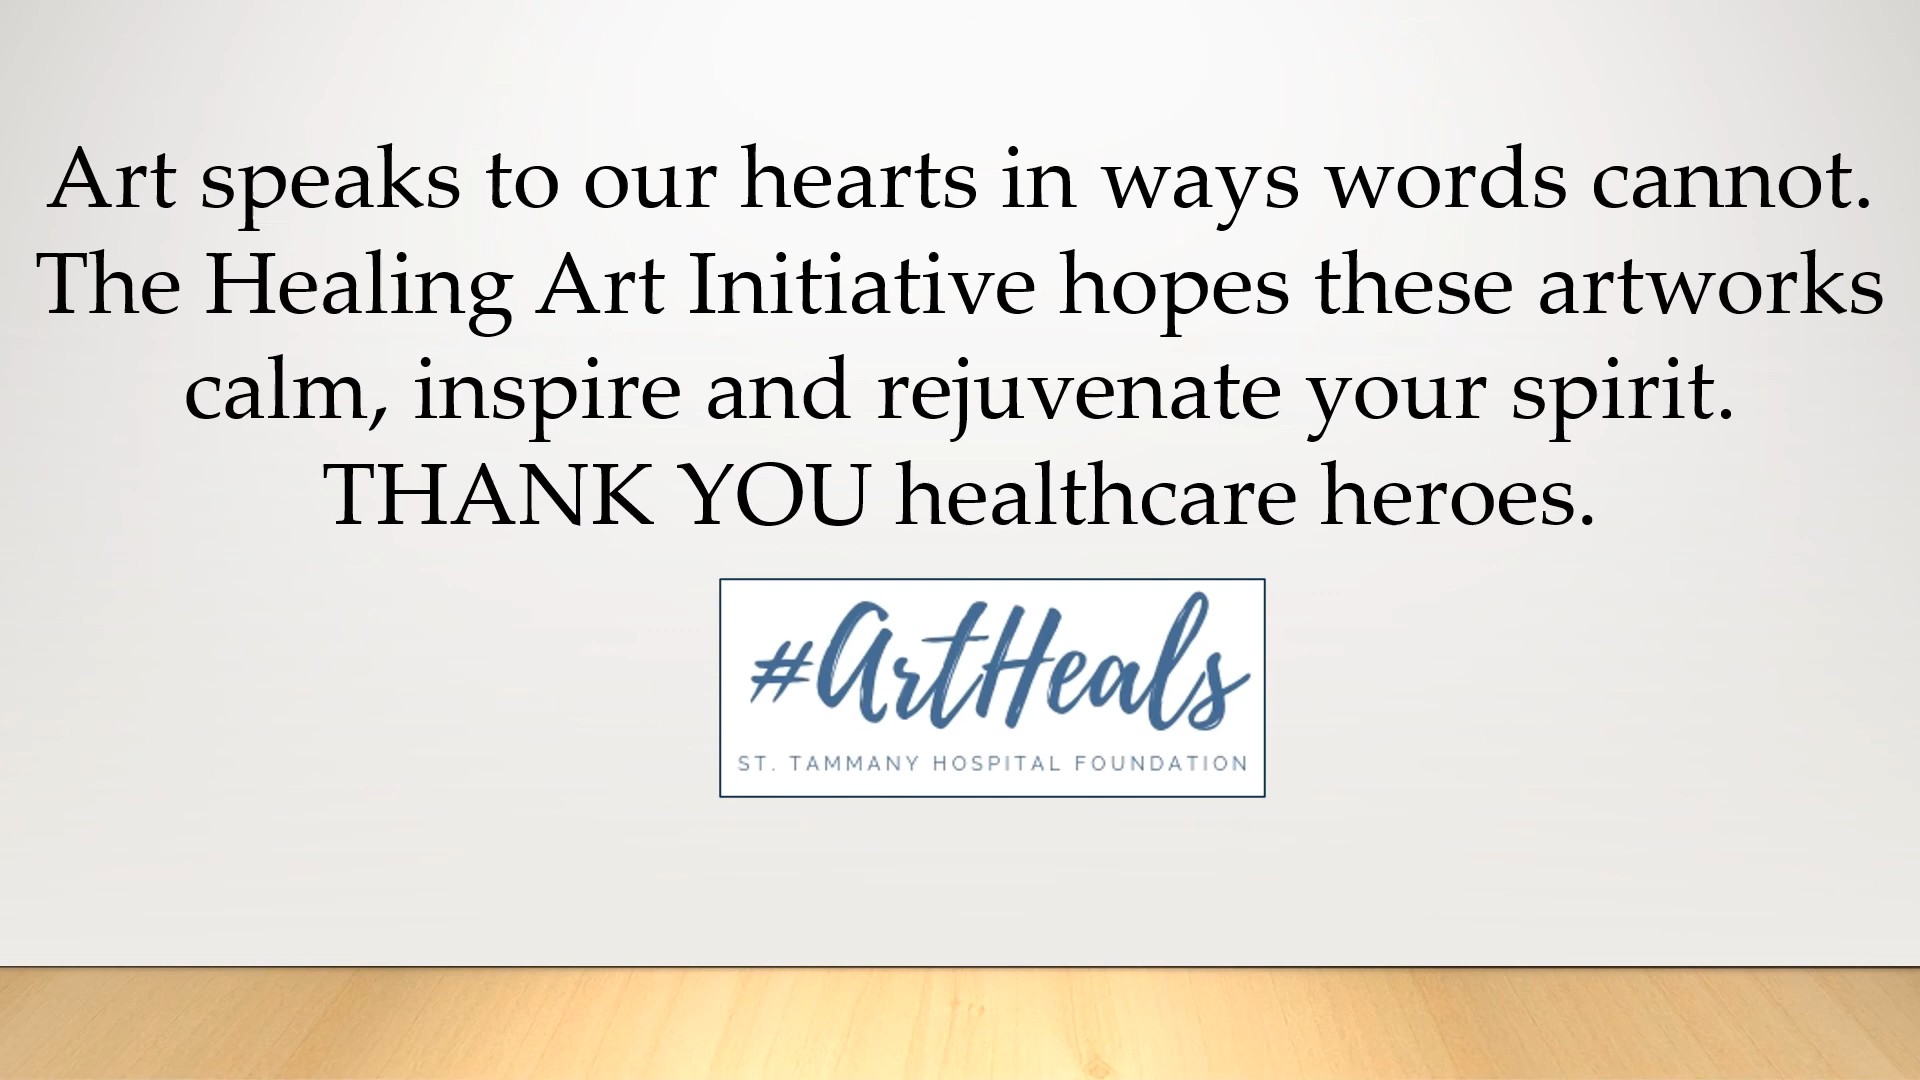 Art speaks to our hearts in ways words cannot.
The Healing Art Initiative hopes these artworks
calm, inspire and rejuvenate your spirit.
THANK YOU healthcare heroes.
#ArtHeals
ST. TAMMANY HOSPITAL FOUNDATION